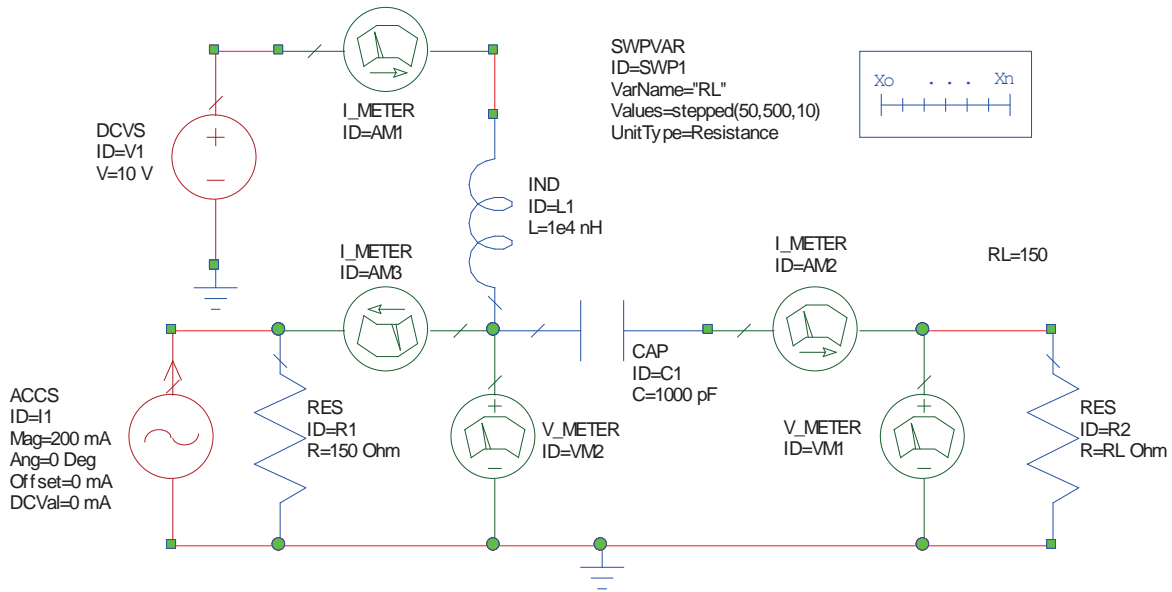 SWPVAR
ID=SWP1
VarName="RL"
Values=stepped(50,500,10)
UnitType=Resistance
Xo . . . Xn
I_METER
ID=AM1
DCVS
ID=V1
V=10 V
IND
ID=L1
L=1e4 nH
I_METER
ID=AM3
I_METER
ID=AM2
RL=150
CAP
ID=C1
C=1000 pF
ACCS
ID=I1
Mag=200 mA
Ang=0 Deg
Offset=0 mA
DCVal=0 mA
RES
ID=R1
R=150 Ohm
V_METER
ID=VM2
V_METER
ID=VM1
RES
ID=R2
R=RL Ohm